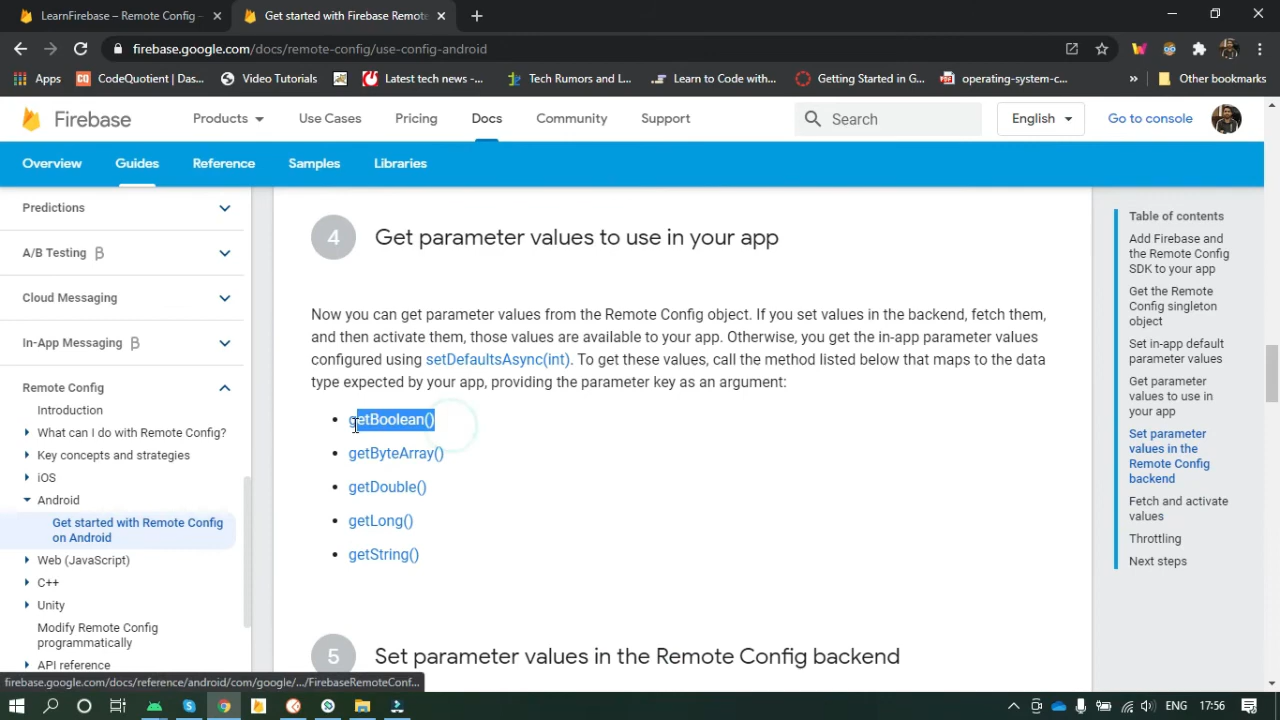 LearnFirebase – Remote Config –
Get started with Firebase Remote
firebase.google.com/docs/remote-config/use-config-android
Apps
CodeQuotient | Das...
Video Tutorials
Latest tech news -...
Tech Rumors and L...
Learn to Code with...
Getting Started in G...
operating-system-c...
»
Other bookmarks
Firebase
Products
Use Cases
Pricing
Docs
Community
Support
Search
English
Go to console
Overview
Guides
Reference
Samples
Libraries
Predictions
A/B Testing β
Cloud Messaging
In-App Messaging β
Remote Config
Introduction
What can I do with Remote Config?
Key concepts and strategies
iOS
Android
Get started with Remote Config
on Android
Web (JavaScript)
C++
Unity
Modify Remote Config
programmatically
API reference
4 Get parameter values to use in your app
Now you can get parameter values from the Remote Config object. If you set values in the backend, fetch them,
and then activate them, those values are available to your app. Otherwise, you get the in-app parameter values
configured using setDefaultsAsync(int). To get these values, call the method listed below that maps to the data
type expected by your app, providing the parameter key as an argument:
• getBoolean()
• getByteArray()
• getDouble()
• getLong()
• getString()
5 Set parameter values in the Remote Config backend
Table of contents
Add Firebase and
the Remote Config
SDK to your app
Get the Remote
Config singleton
object
Set in-app default
parameter values
Get parameter
values to use in
your app
Set parameter
values in the
Remote Config
backend
Fetch and activate
values
Throttling
Next steps
firebase.google.com/docs/reference/android/com/google/.../FirebaseRemoteConf...
ENG
17:56